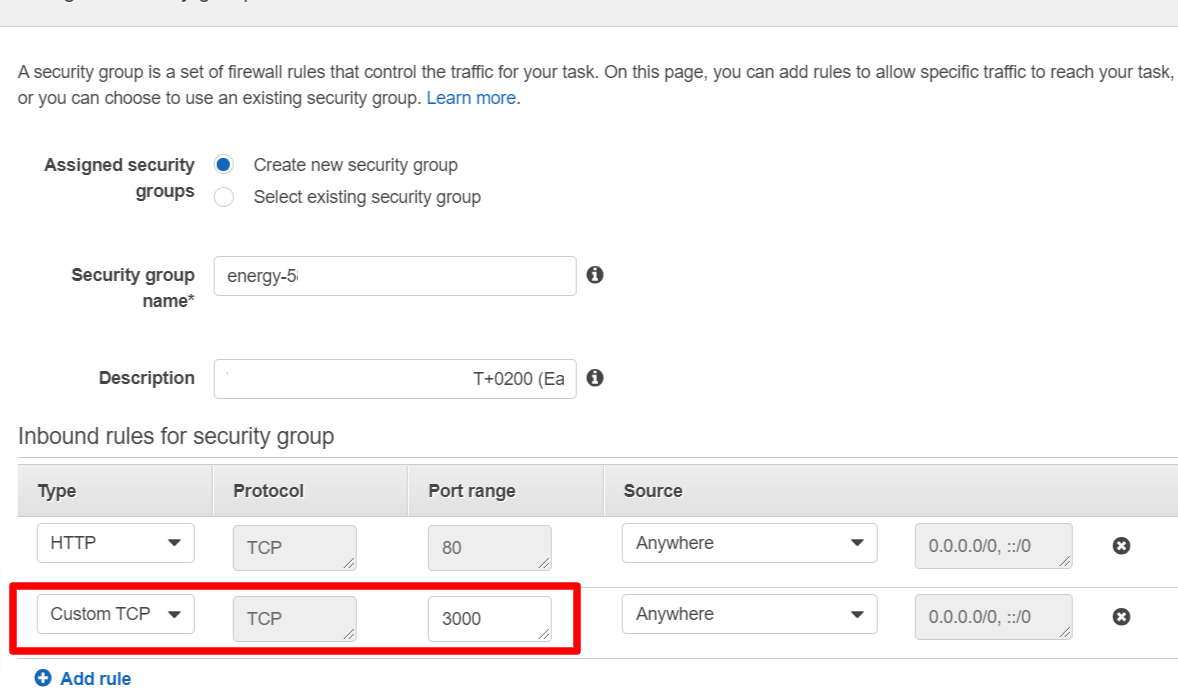 A security group is a set of firewall rules that control the traffic for your task. On this page, you can add rules to allow specific traffic to reach your task,
or you can choose to use an existing security group. Learn more.
Assigned security groups
Create new security group
Select existing security group
Security group name*
energy-5
Description
T+0200 (Ea
Inbound rules for security group
Type Protocol Port range Source
HTTP TCP 80 Anywhere 0.0.0.0/0, ::/0
Custom TCP TCP 3000 Anywhere 0.0.0.0/0, ::/0
Add rule